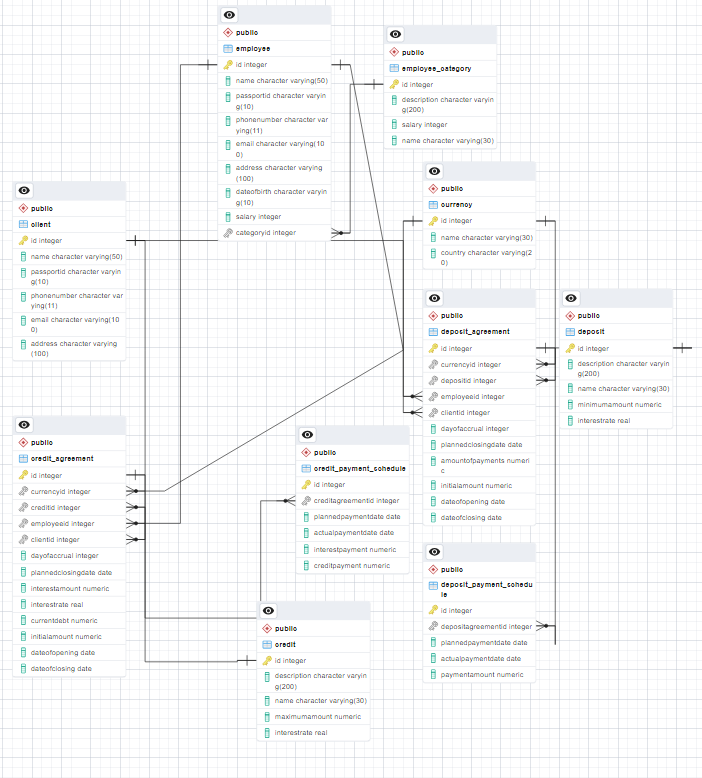 public
employee
id integer
name character varying(50)
passportid character varyin
g(10)
phonenumber character va
rying(11)
email character varying(10
0)
address character varying
(100)
dateofbirth character varyin
g(10)
salary integer
categoryid integer
public
employee_category
id integer
description character varyin
g(200)
salary integer
name character varying(30)
public
currency
id integer
name character varying(30)
country character varying(2
0)
public
client
id integer
name character varying(50)
passportid character varyin
g(10)
phonenumber character var
ying(11)
email character varying(10
0)
address character varying
(100)
public
deposit_agreement
id integer
currencyid integer
depositid integer
employeeid integer
clientid integer
dayofaccrual integer
plannedclosingdate date
amountofpayments numeri
c
initialamount numeric
dateofopening date
dateofclosing date
public
deposit
id integer
description character varyin
g(200)
name character varying(30)
minimumamount numeric
interestrate real
public
credit_agreement
id integer
currencyid integer
creditid integer
employeeid integer
clientid integer
dayofaccrual integer
plannedclosingdate date
interestamount numeric
interestrate real
currentdebt numeric
initialamount numeric
dateofopening date
dateofclosing date
public
credit_payment_schedule
id integer
creditagreementid integer
plannedpaymentdate date
actualpaymentdate date
interestpayment numeric
creditpayment numeric
public
deposit_payment_schedu
le
id integer
depositagreementid integer
plannedpaymentdate date
actualpaymentdate date
paymentamount numeric
public
credit
id integer
description character varyin
g(200)
name character varying(30)
maximumamount numeric
interestrate real